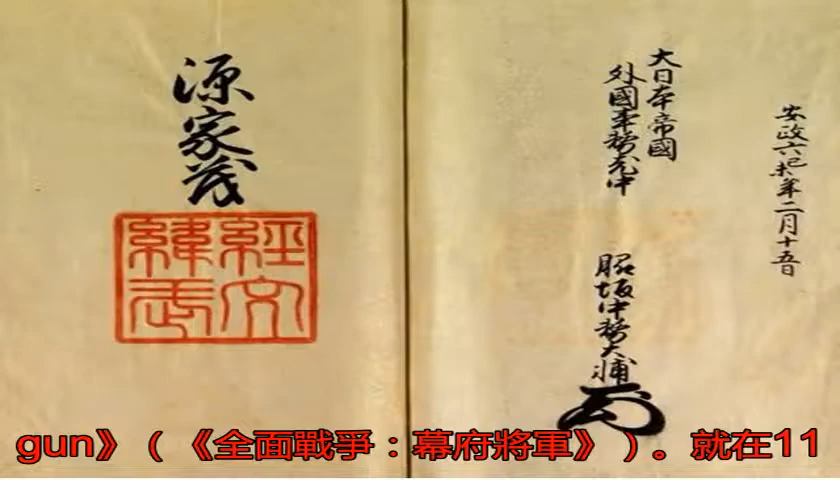 安政六己未年二月十五日
大日本帝國
外國事務老中
脇坂中務大輔
源家茂
經文
緯武
gun》（《全面戰爭：幕府將軍》）。就在11